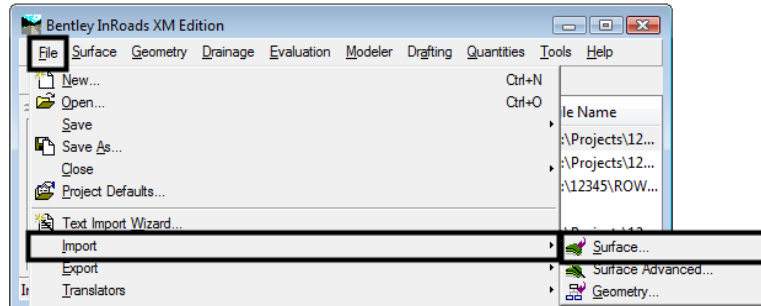 Bentley InRoads XM Edition
File Surface Geometry Drainage Evaluation Modeler Drafting Quantities Tools Help
New... Ctrl+N
Open... Ctrl+O
ile Name
Save
:\Projects\12...
Save As...
:\Projects\12...
Close
:\12345\ROW...
Project Defaults...
Text Import Wizard...
Import
Surface...
Export
Surface Advanced...
Translators
Geometry...